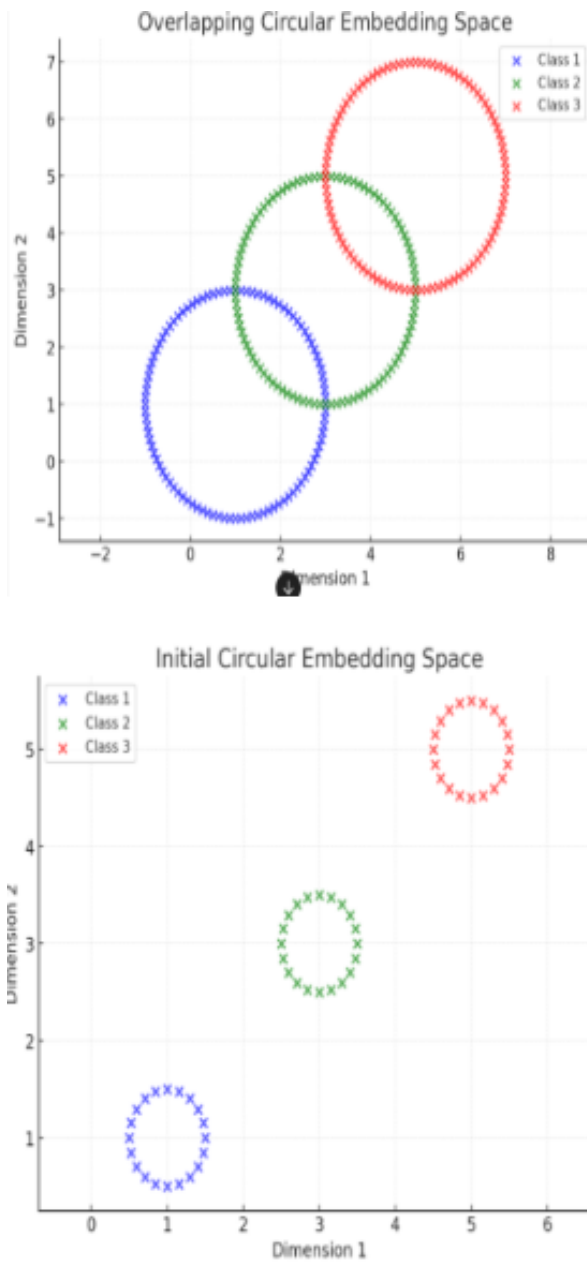 Overlapping Circular Embedding Space
Class 1
Class 2
Class 3
7
6
5
4
3
2
1
0
−1
Dimension 2
−2
0
2
4
6
8
Dimension 1
Initial Circular Embedding Space
Class 1
Class 2
Class 3
5
4
3
2
1
Dimension 2
0
1
2
3
4
5
6
Dimension 1